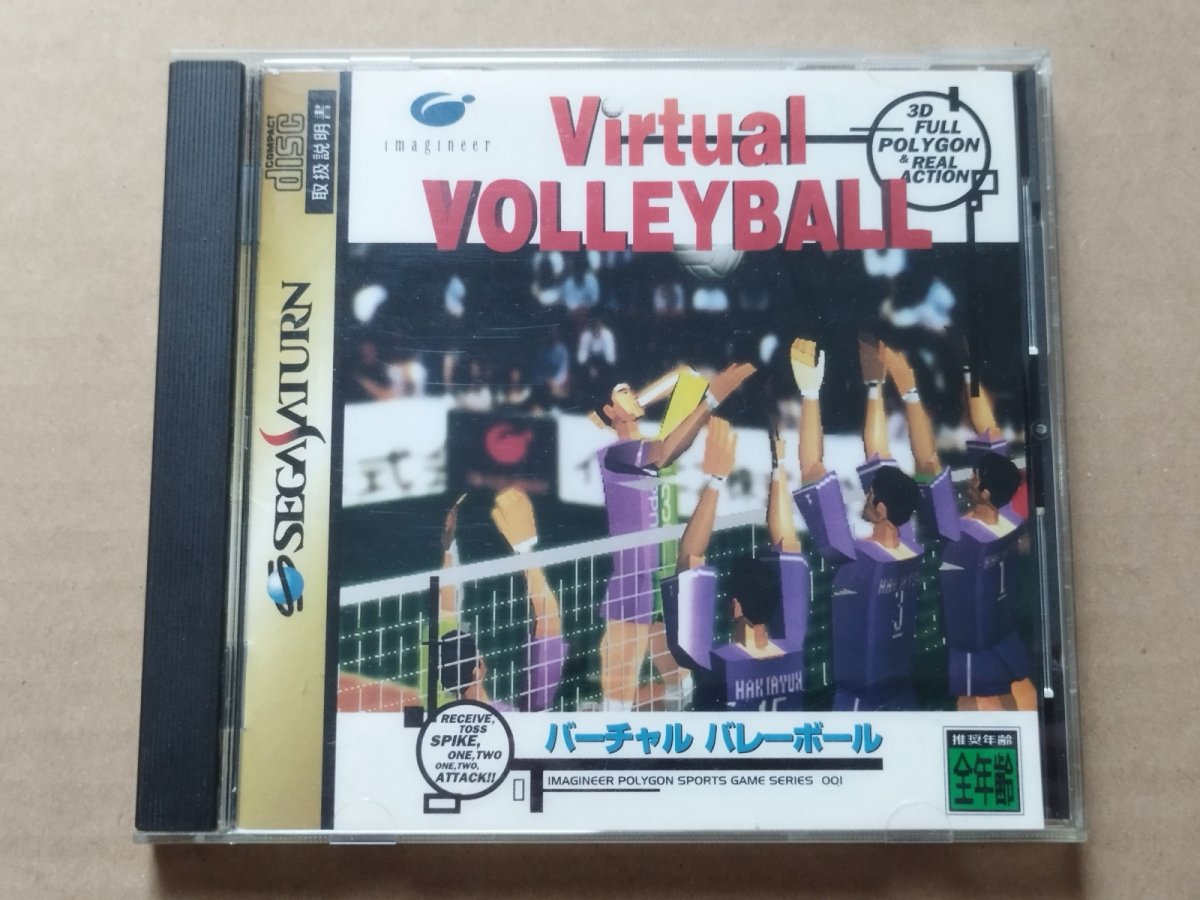 COMPACT
disc
取扱説明書
SEGA SATURN
imagineer
Virtual
VOLLEYBALL
3D
FULL
POLYGON
& REAL
ACTION
3
1
RECEIVE,
TOSS
SPIKE,
ONE,TWO
ONE,TWO,
ATTACK!!
バーチャル バレーボール
IMAGINEER POLYGON SPORTS GAME SERIES 001
推奨年齢
全年齢